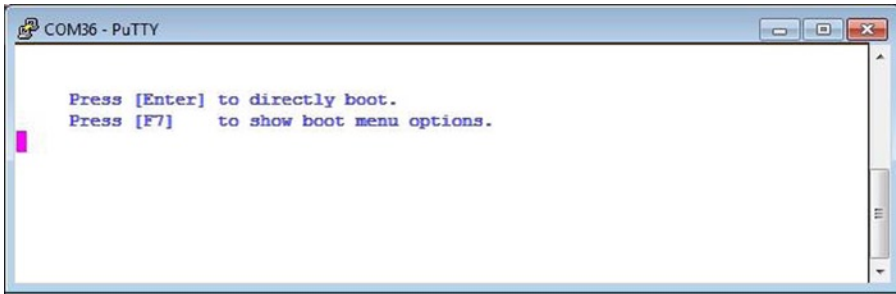 COM36 - PuTTY
Press [Enter] to directly boot.
Press [F7]    to show boot menu options.